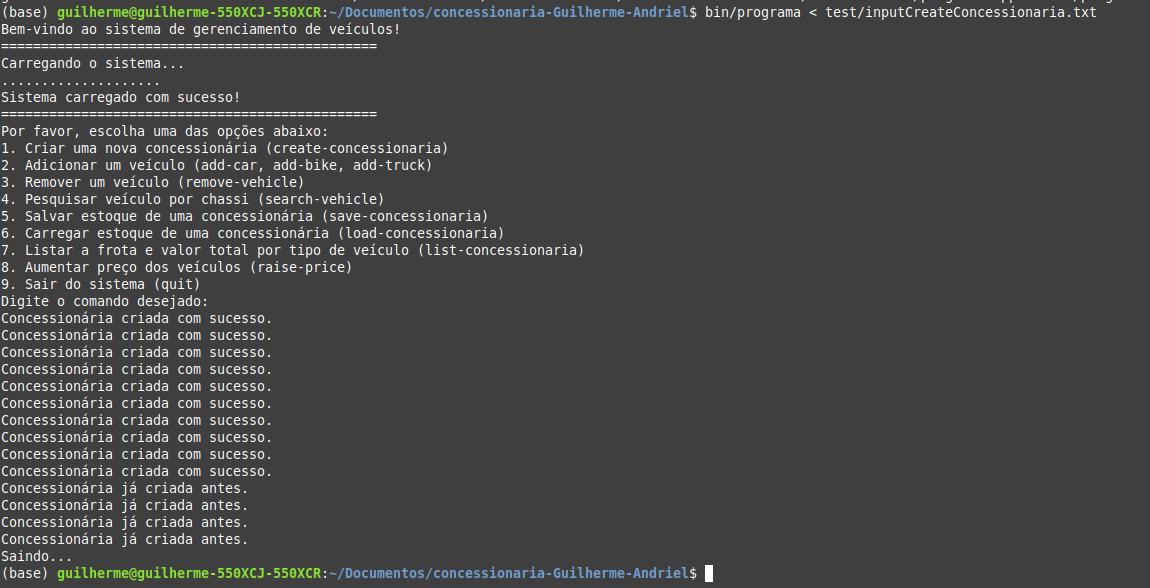 (base) guilherme@guilherme-550XCJ-550XCR:~/Documentos/concessionaria-Guilherme-Andriel$ bin/programa < test/inputCreateConcessionaria.txt
Bem-vindo ao sistema de gerenciamento de veículos!
===============================================
Carregando o sistema...
....................
Sistema carregado com sucesso!
===============================================
Por favor, escolha uma das opções abaixo:
1. Criar uma nova concessionária (create-concessionaria)
2. Adicionar um veículo (add-car, add-bike, add-truck)
3. Remover um veículo (remove-vehicle)
4. Pesquisar veículo por chassi (search-vehicle)
5. Salvar estoque de uma concessionária (save-concessionaria)
6. Carregar estoque de uma concessionária (load-concessionaria)
7. Listar a frota e valor total por tipo de veículo (list-concessionaria)
8. Aumentar preço dos veículos (raise-price)
9. Sair do sistema (quit)
Digite o comando desejado:
Concessionária criada com sucesso.
Concessionária criada com sucesso.
Concessionária criada com sucesso.
Concessionária criada com sucesso.
Concessionária criada com sucesso.
Concessionária criada com sucesso.
Concessionária criada com sucesso.
Concessionária criada com sucesso.
Concessionária criada com sucesso.
Concessionária criada com sucesso.
Concessionária já criada antes.
Concessionária já criada antes.
Concessionária já criada antes.
Concessionária já criada antes.
Saindo...
(base) guilherme@guilherme-550XCJ-550XCR:~/Documentos/concessionaria-Guilherme-Andriel$